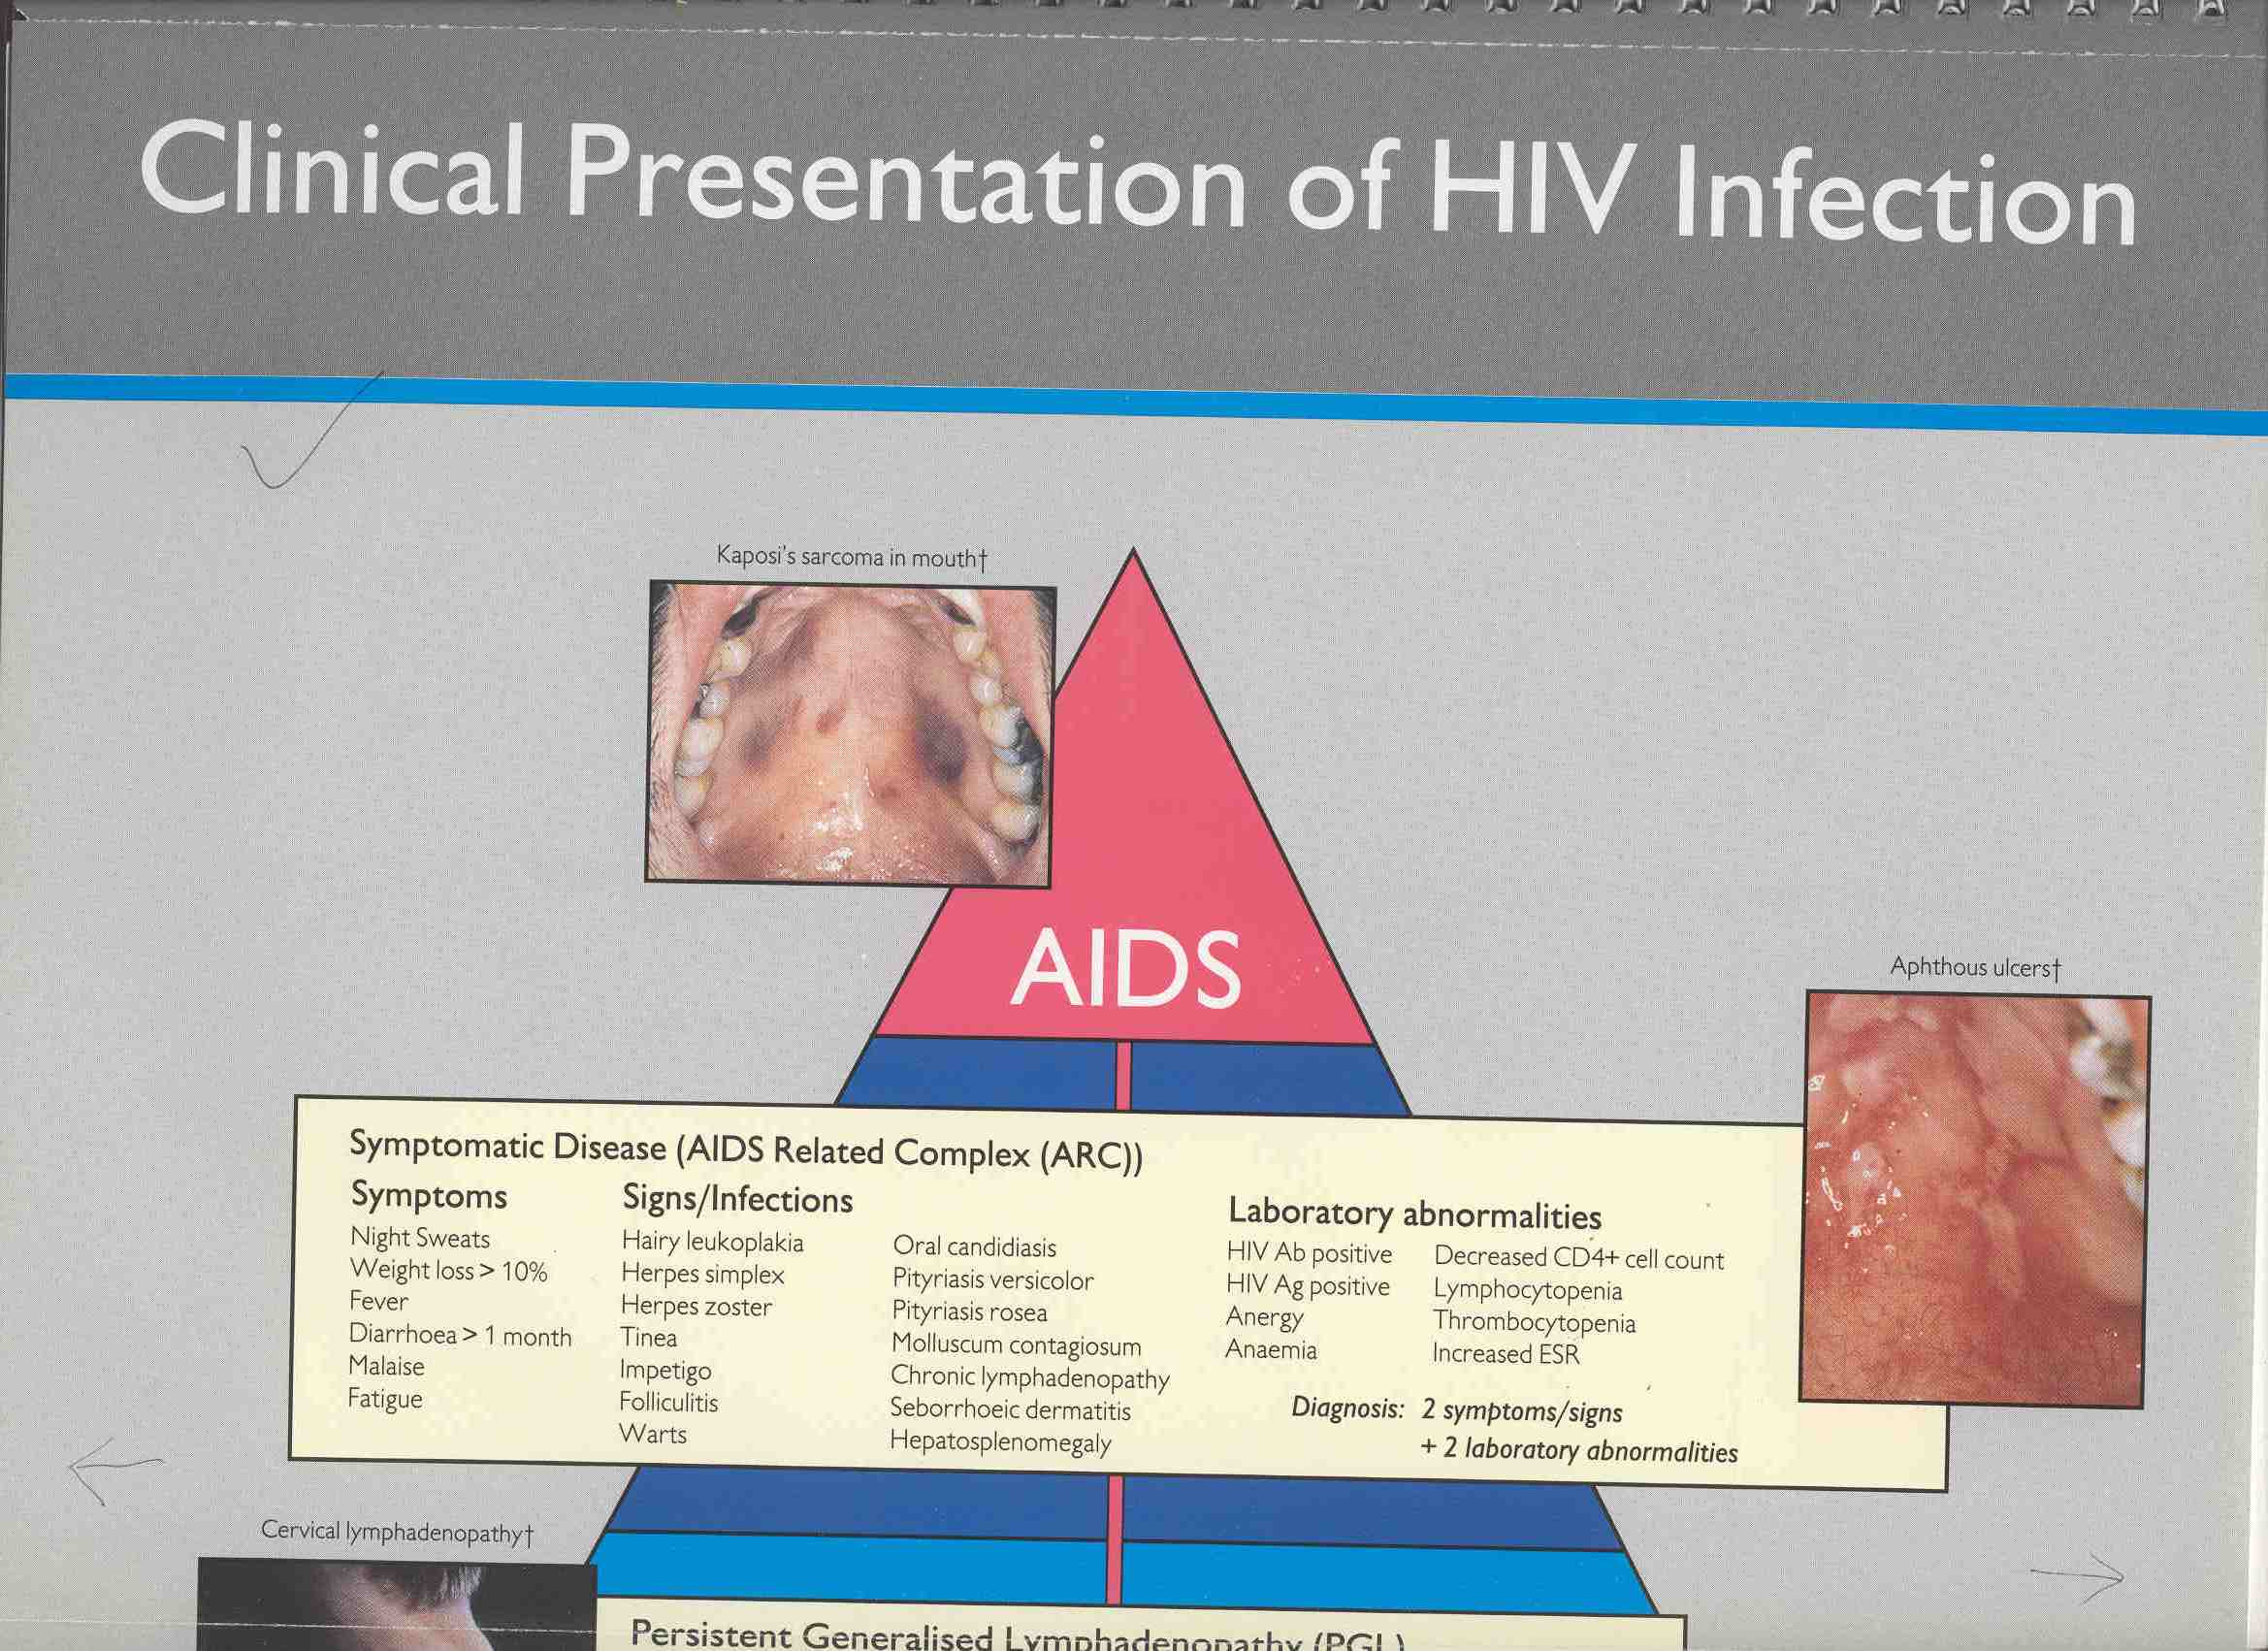 Clinical Presentation of HIV Infection
Kaposi's sarcoma in mouth†
AIDS
Aphthous ulcers†
Symptomatic Disease (AIDS Related Complex (ARC))
Symptoms
Night Sweats
Weight loss > 10%
Fever
Diarrhoea > 1 month
Malaise
Fatigue
Signs/Infections
Hairy leukoplakia
Herpes simplex
Herpes zoster
Tinea
Impetigo
Folliculitis
Warts
Oral candidiasis
Pityriasis versicolor
Pityriasis rosea
Molluscum contagiosum
Chronic lymphadenopathy
Seborrhoeic dermatitis
Hepatosplenomegaly
Laboratory abnormalities
HIV Ab positive
HIV Ag positive
Anergy
Anaemia
Decreased CD4+ cell count
Lymphocytopenia
Thrombocytopenia
Increased ESR
Diagnosis: 2 symptoms/signs
+ 2 laboratory abnormalities
Cervical lymphadenopathy†
Persistent Generalised Lymphadenopathy (PGL)